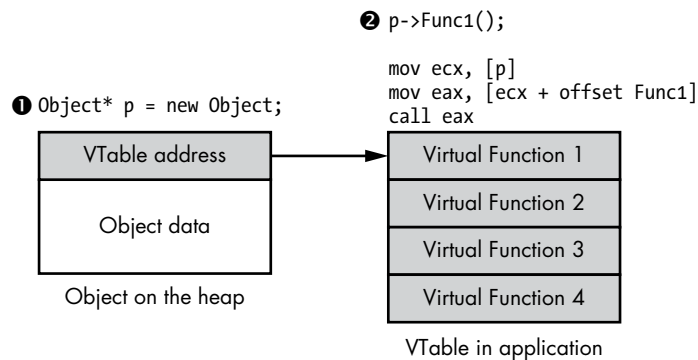 ❷ p->Func1();
mov ecx, [p]
mov eax, [ecx + offset Func1]
call eax
❶ Object* p = new Object;
VTable address
Object data
Object on the heap
Virtual Function 1
Virtual Function 2
Virtual Function 3
Virtual Function 4
VTable in application